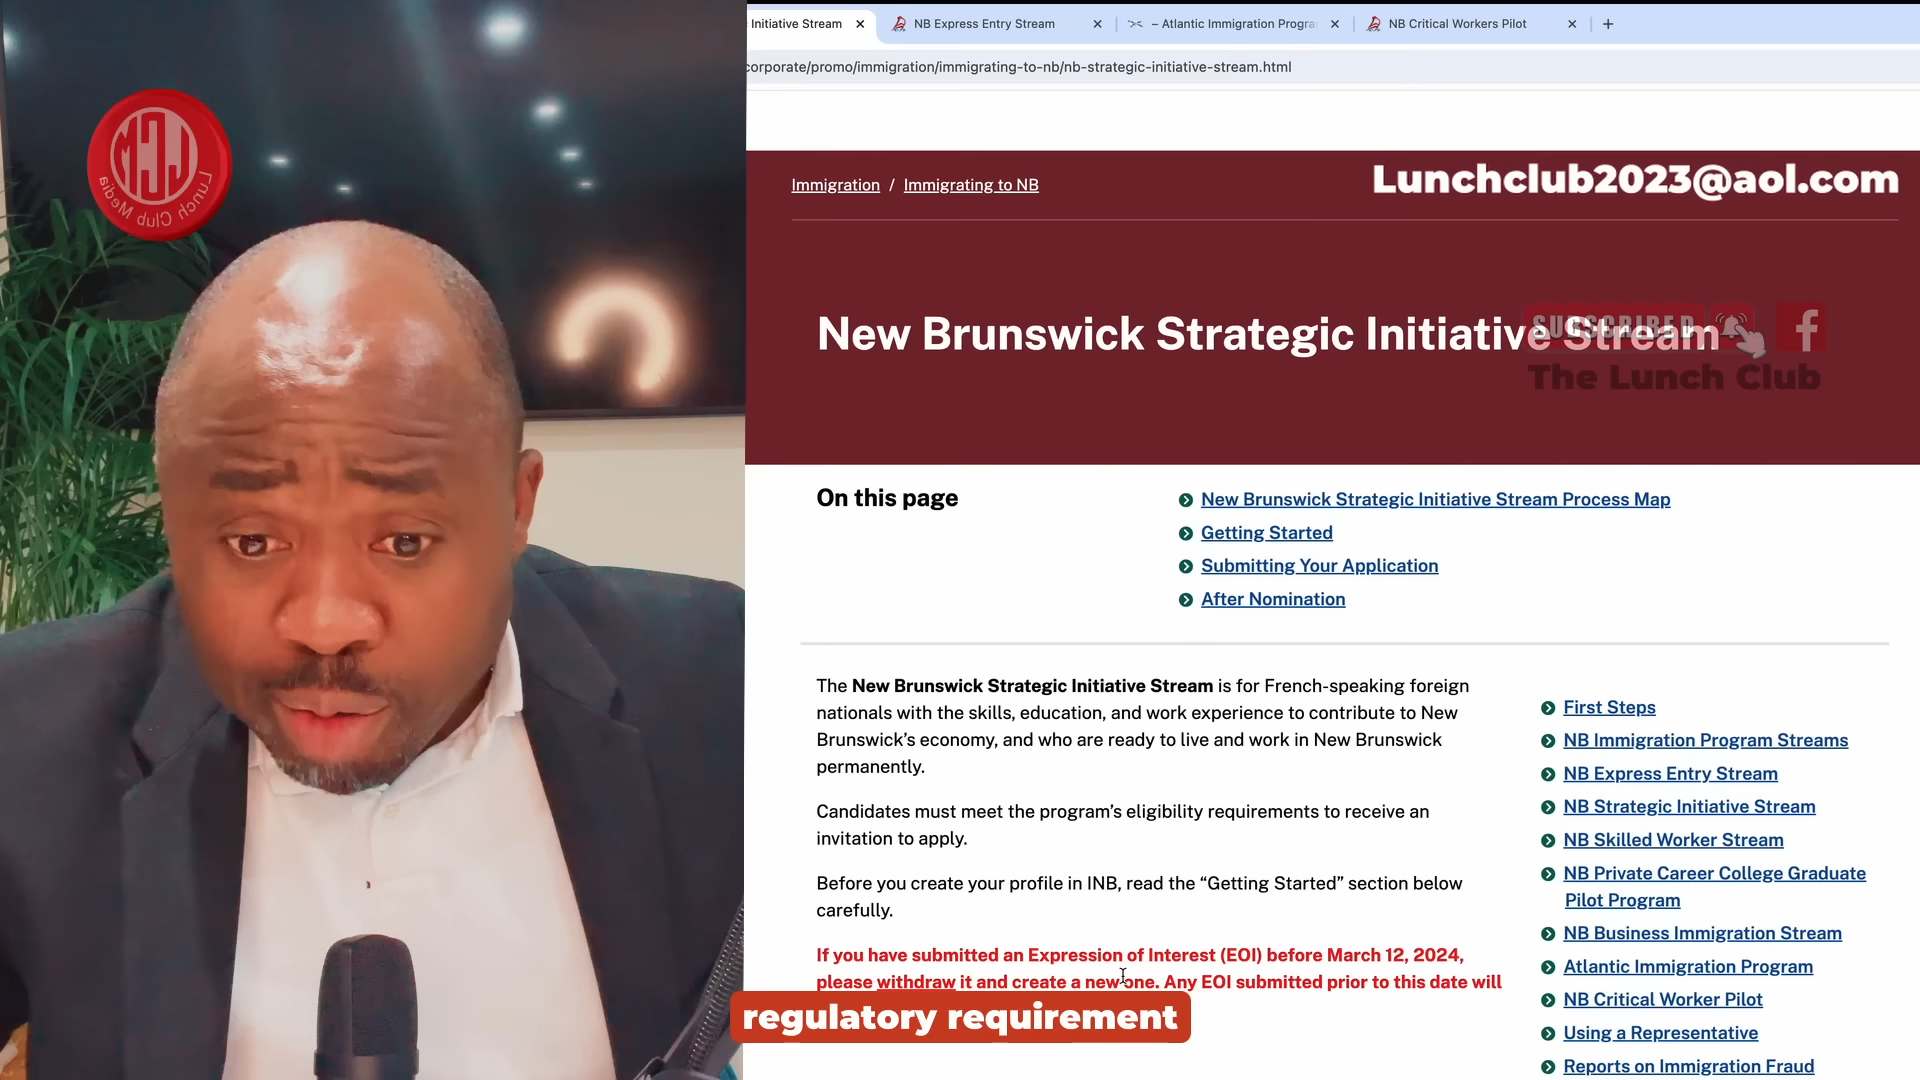 Initiative Stream
NB Express Entry Stream
– Atlantic Immigration Progra
NB Critical Workers Pilot
corporate/promo/immigration/immigrating-to-nb/nb-strategic-initiative-stream.html
LCM
Lunch Club Media
Immigration / Immigrating to NB
Lunchclub2023@aol.com
New Brunswick Strategic Initiative Stream
SUBSCRIBED
f
The Lunch Club
On this page
New Brunswick Strategic Initiative Stream Process Map
Getting Started
Submitting Your Application
After Nomination
The New Brunswick Strategic Initiative Stream is for French-speaking foreign
nationals with the skills, education, and work experience to contribute to New
Brunswick’s economy, and who are ready to live and work in New Brunswick
permanently.
Candidates must meet the program’s eligibility requirements to receive an
invitation to apply.
Before you create your profile in INB, read the “Getting Started” section below
carefully.
If you have submitted an Expression of Interest (EOI) before March 12, 2024,
please withdraw it and create a new one. Any EOI submitted prior to this date will
regulatory requirement
First Steps
NB Immigration Program Streams
NB Express Entry Stream
NB Strategic Initiative Stream
NB Skilled Worker Stream
NB Private Career College Graduate
Pilot Program
NB Business Immigration Stream
Atlantic Immigration Program
NB Critical Worker Pilot
Using a Representative
Reports on Immigration Fraud